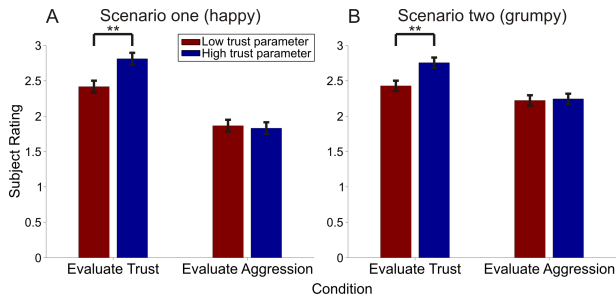 A
Scenario one (happy)
B
Scenario two (grumpy)
**
**
Low trust parameter
High trust parameter
Subject Rating
3
2.5
2
1.5
1
0.5
0
3
2.5
2
1.5
1
0.5
0
Evaluate Trust
Evaluate Aggression
Evaluate Trust
Evaluate Aggression
Condition